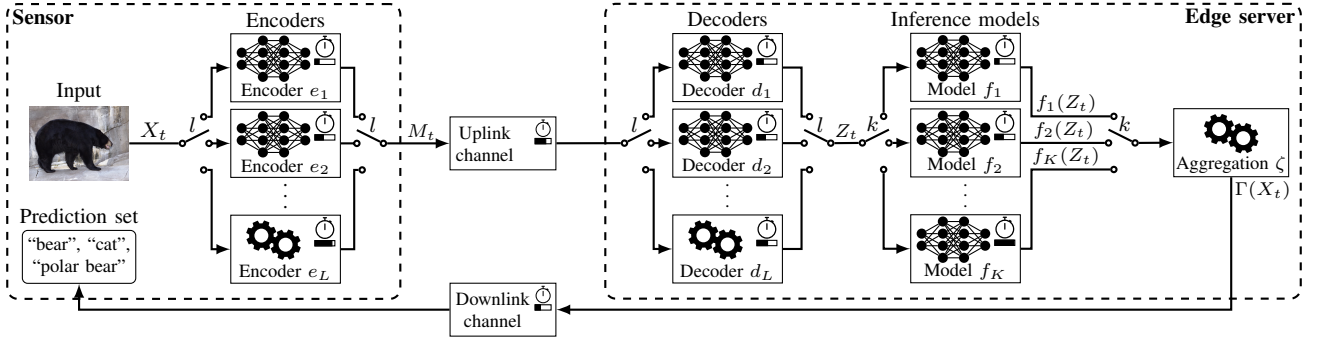 Sensor
Encoders
Decoders
Inference models
Edge server
Input
X_t
l
Encoder e_1
Encoder e_2
⋮
Encoder e_L
l
M_t
Uplink
channel
l
Decoder d_1
Decoder d_2
⋮
Decoder d_L
l
Z_t
k
Model f_1
Model f_2
⋮
Model f_K
f_1(Z_t)
f_2(Z_t)
f_K(Z_t)
k
Aggregation ζ
Γ(X_t)
Prediction set
“bear”, “cat”,
“polar bear”
Downlink
channel